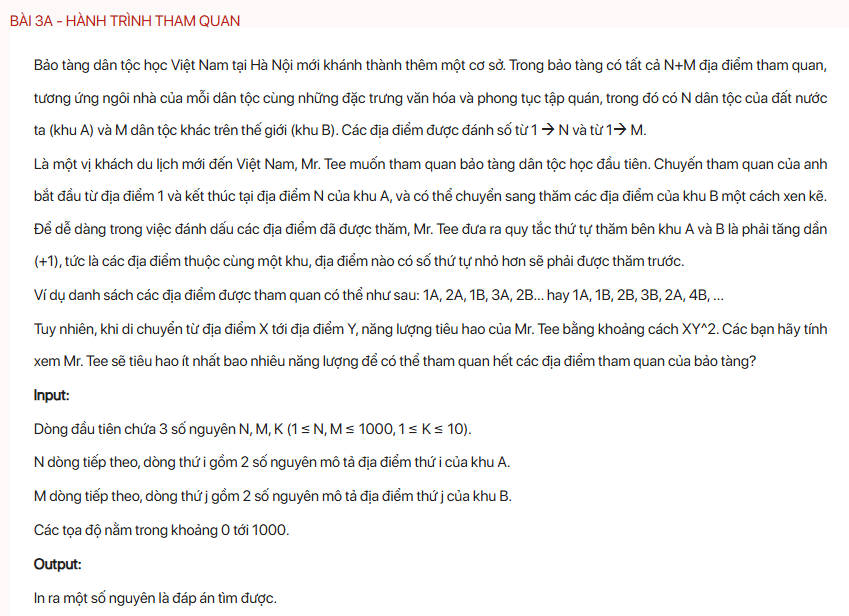 BÀI 3A - HÀNH TRÌNH THAM QUAN
Bảo tàng dân tộc học Việt Nam tại Hà Nội mới khánh thành thêm một cơ sở. Trong bảo tàng có tất cả N+M địa điểm tham quan,
tương ứng ngôi nhà của mỗi dân tộc cùng những đặc trưng văn hóa và phong tục tập quán, trong đó có N dân tộc của đất nước
ta (khu A) và M dân tộc khác trên thế giới (khu B). Các địa điểm được đánh số từ 1 → N và từ 1→ M.
Là một vị khách du lịch mới đến Việt Nam, Mr. Tee muốn tham quan bảo tàng dân tộc học đầu tiên. Chuyến tham quan của anh
bắt đầu từ địa điểm 1 và kết thúc tại địa điểm N của khu A, và có thể chuyển sang thăm các địa điểm của khu B một cách xen kẽ.
Để dễ dàng trong việc đánh dấu các địa điểm đã được thăm, Mr. Tee đưa ra quy tắc thứ tự thăm bên khu A và B là phải tăng dần
(+1), tức là các địa điểm thuộc cùng một khu, địa điểm nào có số thứ tự nhỏ hơn sẽ phải được thăm trước.
Ví dụ danh sách các địa điểm được tham quan có thể như sau: 1A, 2A, 1B, 3A, 2B... hay 1A, 1B, 2B, 3B, 2A, 4B, ...
Tuy nhiên, khi di chuyển từ địa điểm X tới địa điểm Y, năng lượng tiêu hao của Mr. Tee bằng khoảng cách XY^2. Các bạn hãy tính
xem Mr. Tee sẽ tiêu hao ít nhất bao nhiêu năng lượng để có thể tham quan hết các địa điểm tham quan của bảo tàng?
Input:
Dòng đầu tiên chứa 3 số nguyên N, M, K (1 ≤ N, M ≤ 1000, 1 ≤ K ≤ 10).
N dòng tiếp theo, dòng thứ i gồm 2 số nguyên mô tả địa điểm thứ i của khu A.
M dòng tiếp theo, dòng thứ j gồm 2 số nguyên mô tả địa điểm thứ j của khu B.
Các tọa độ nằm trong khoảng 0 tới 1000.
Output:
In ra một số nguyên là đáp án tìm được.